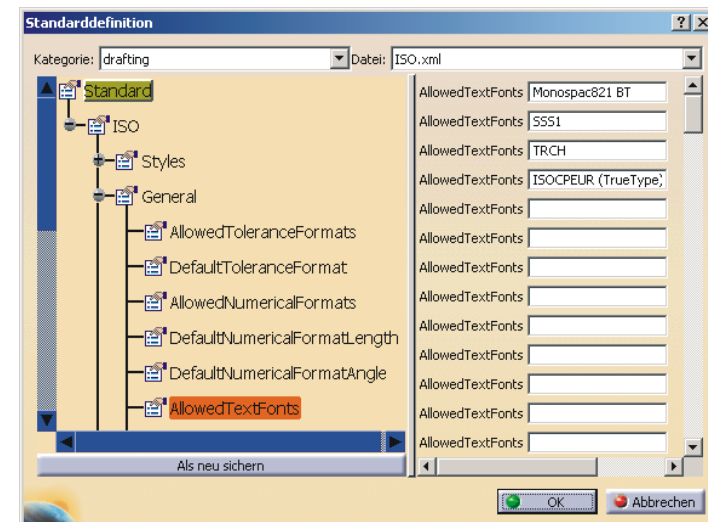 Standarddefinition
Kategorie: drafting Datei: ISO.xml
Standard
ISO
Styles
General
AllowedToleranceFormats
DefaultToleranceFormat
AllowedNumericalFormats
DefaultNumericalFormatLength
DefaultNumericalFormatAngle
AllowedTextFonts
Als neu sichern
AllowedTextFonts Monospac821 BT
AllowedTextFonts SSS1
AllowedTextFonts TRCH
AllowedTextFonts ISOCPEUR (TrueType)
AllowedTextFonts
AllowedTextFonts
AllowedTextFonts
AllowedTextFonts
AllowedTextFonts
AllowedTextFonts
AllowedTextFonts
AllowedTextFonts
AllowedTextFonts
OK Abbrechen